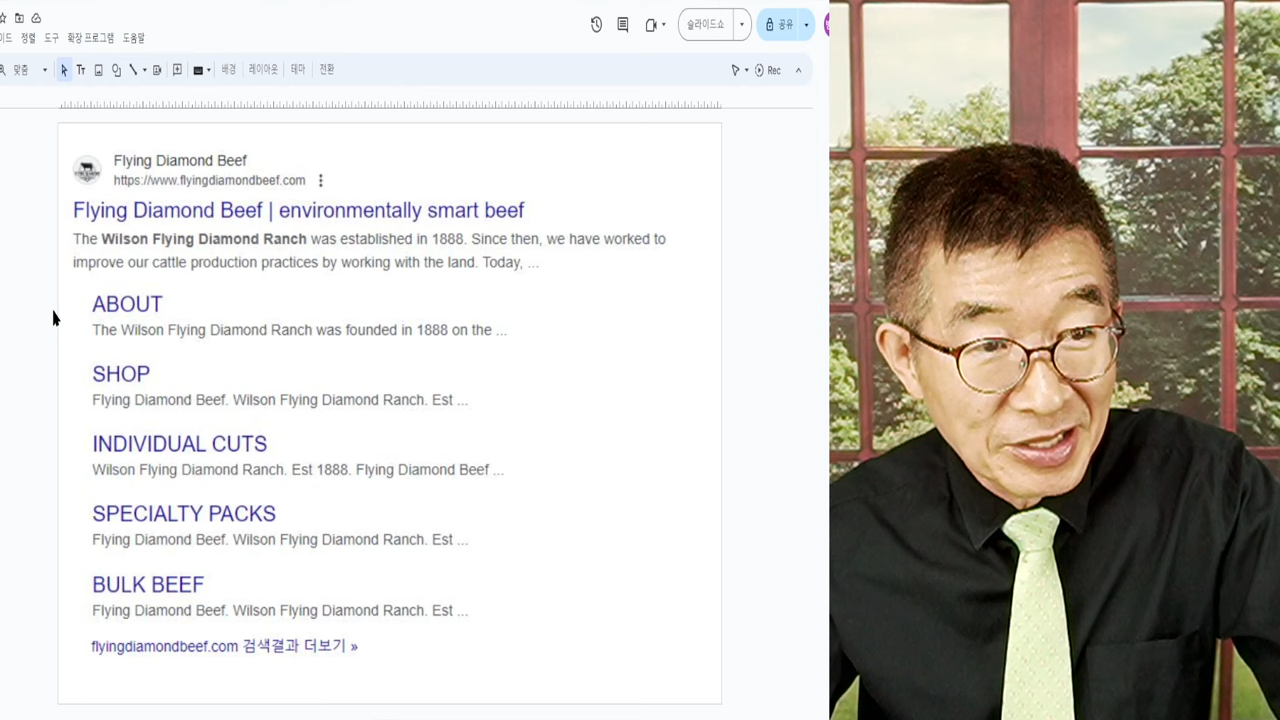 이드 정렬 도구 확장 프로그램 도움말
슬라이드쇼
공유
맞춤
배경 레이아웃 테마 전환
Rec
Flying Diamond Beef
https://www.flyingdiamondbeef.com
Flying Diamond Beef | environmentally smart beef
The Wilson Flying Diamond Ranch was established in 1888. Since then, we have worked to
improve our cattle production practices by working with the land. Today, ...
ABOUT
The Wilson Flying Diamond Ranch was founded in 1888 on the ...
SHOP
Flying Diamond Beef. Wilson Flying Diamond Ranch. Est ...
INDIVIDUAL CUTS
Wilson Flying Diamond Ranch. Est 1888. Flying Diamond Beef ...
SPECIALTY PACKS
Flying Diamond Beef. Wilson Flying Diamond Ranch. Est ...
BULK BEEF
Flying Diamond Beef. Wilson Flying Diamond Ranch. Est ...
flyingdiamondbeef.com 검색결과 더보기 »